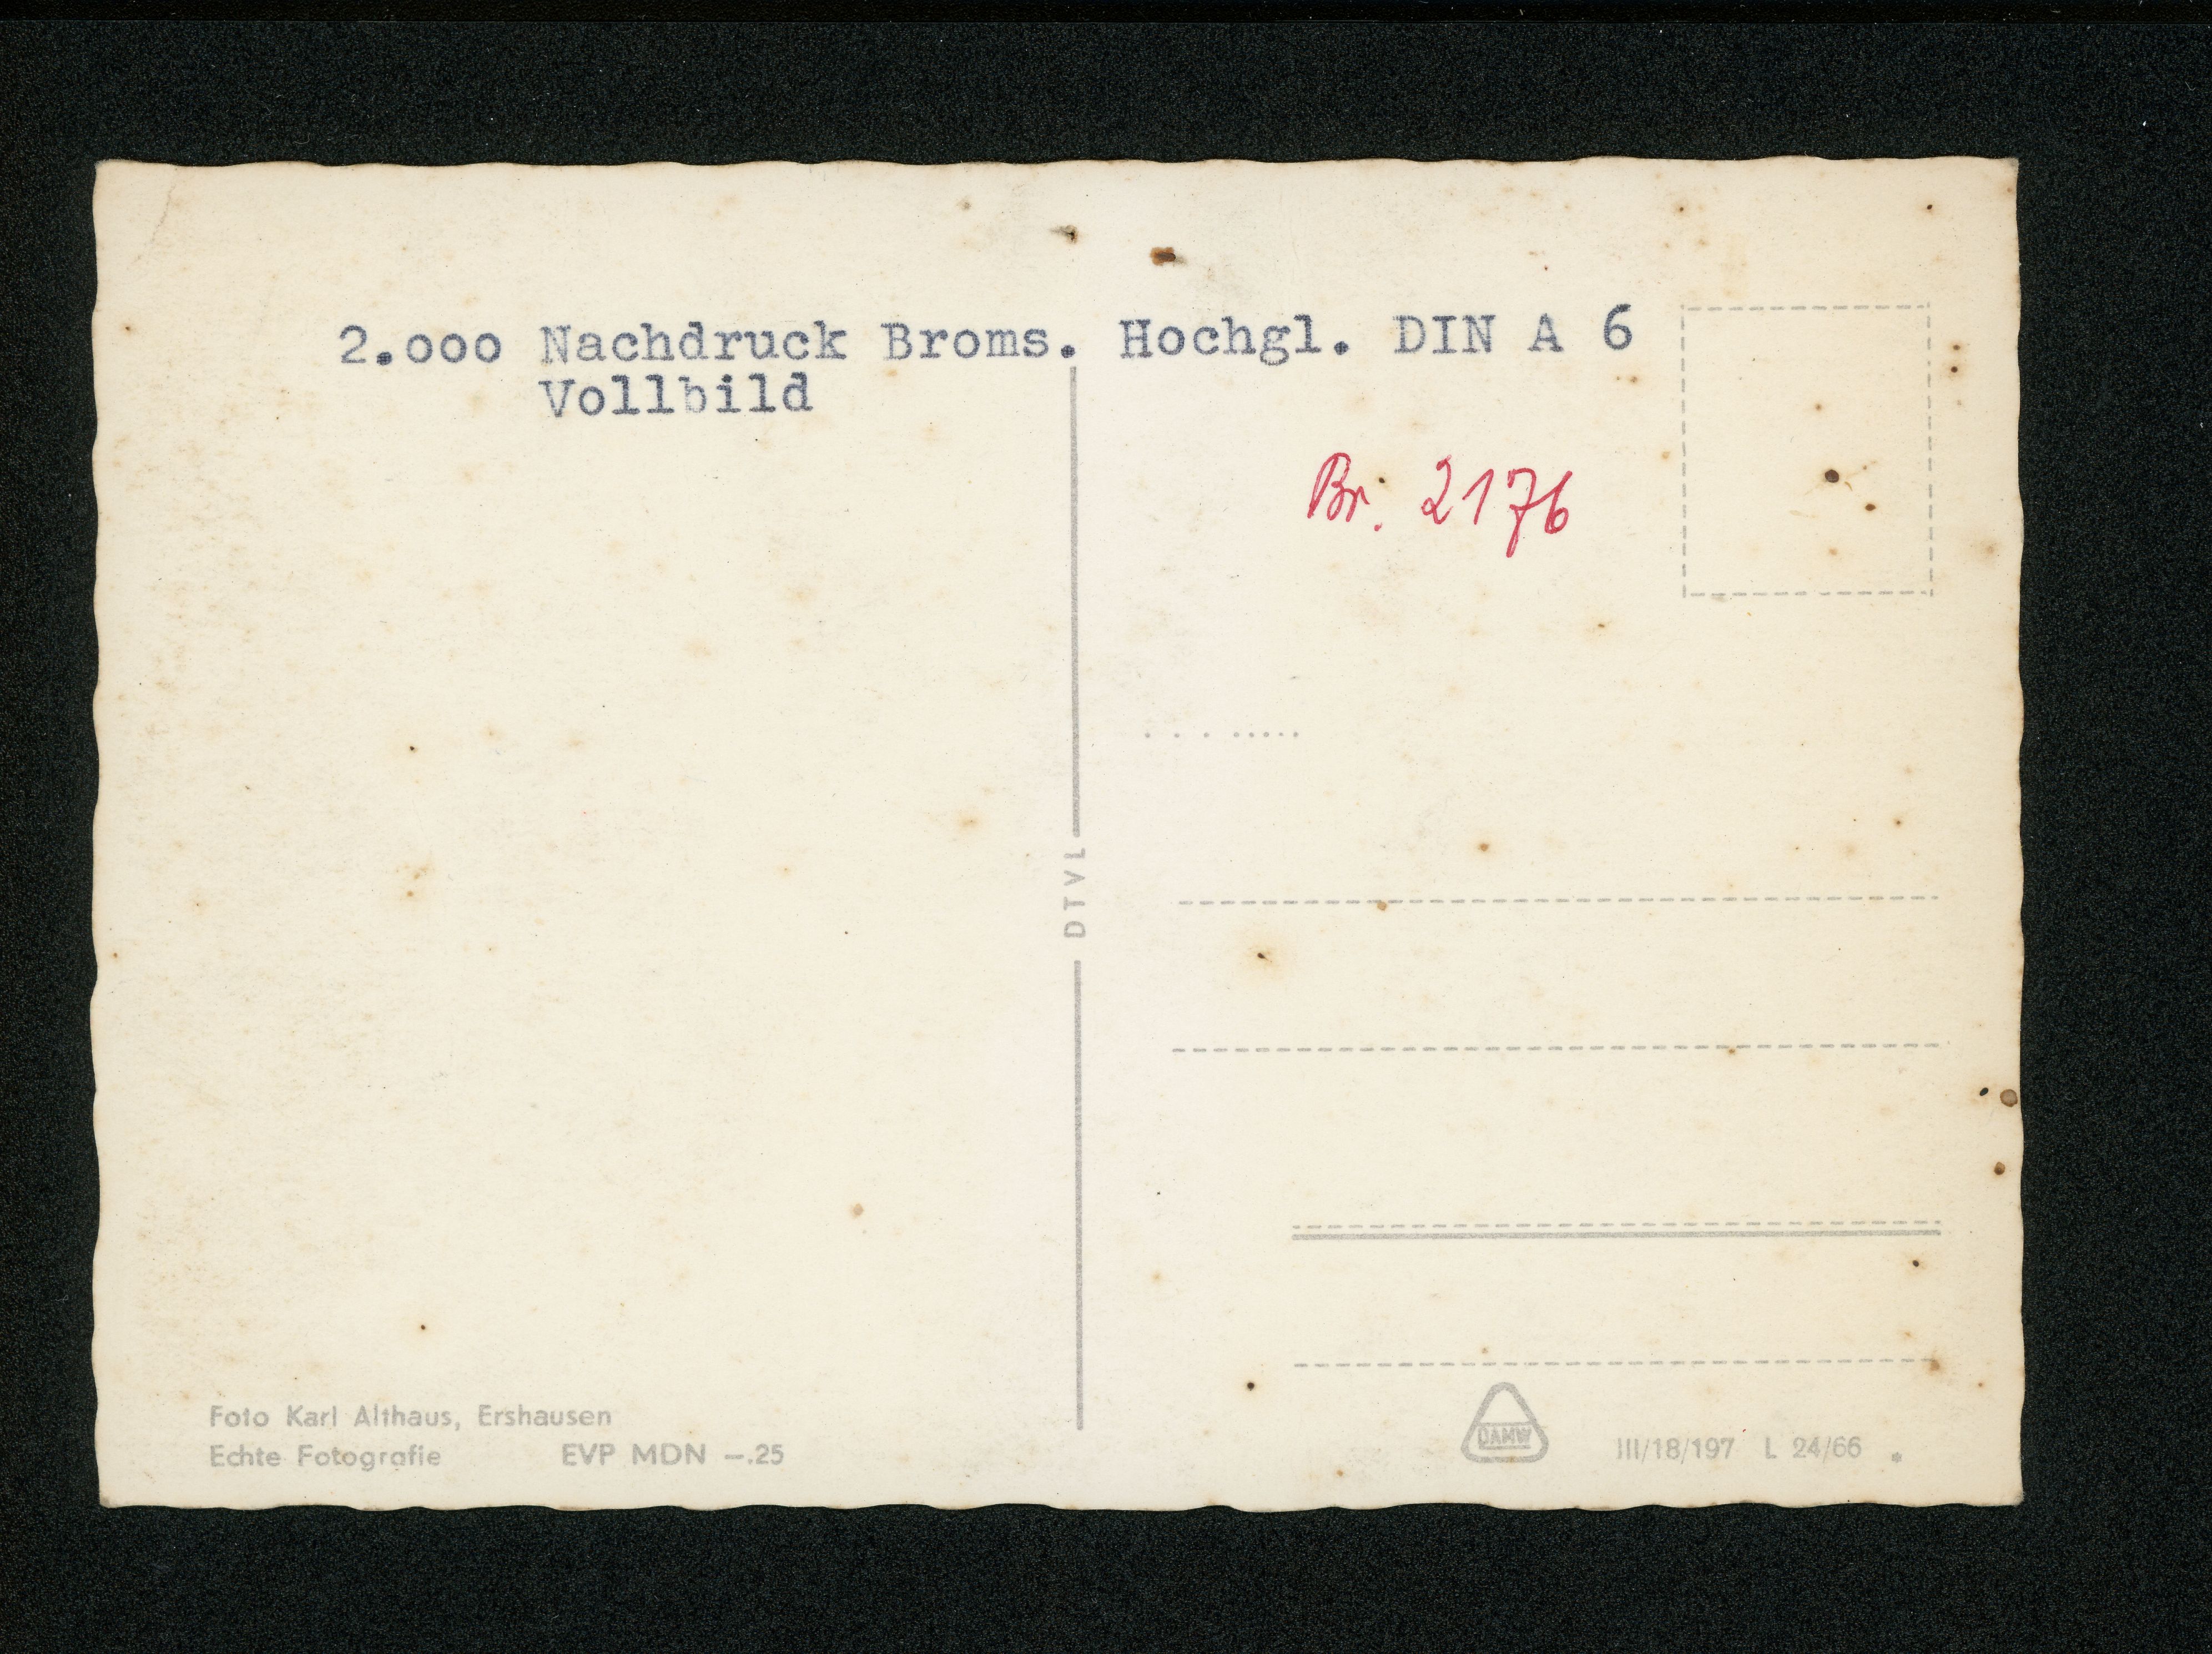 2.ooo Nachdruck Broms. Hochgl. DIN A 6
Vollbild
Br. 2176
DTVL
Foto Karl Althaus, Ershausen
Echte Fotografie EVP MDN —.25
DAMW
III/18/197 L 24/66